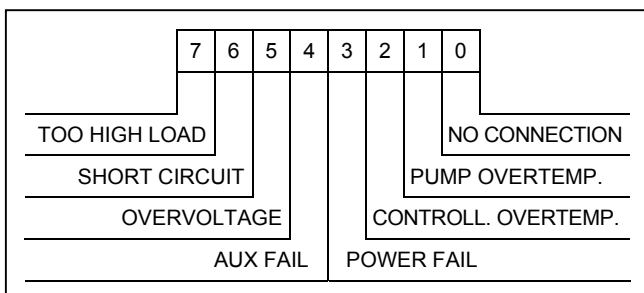 7 6 5 4 3 2 1 0
TOO HIGH LOAD NO CONNECTION
SHORT CIRCUIT PUMP OVERTEMP.
OVERVOLTAGE CONTROLL. OVERTEMP.
AUX FAIL POWER FAIL